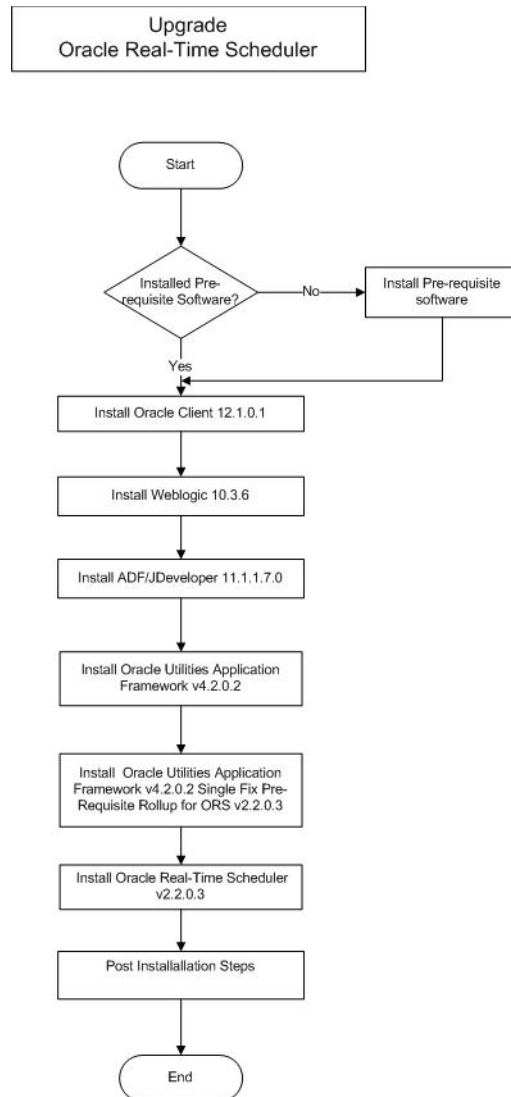 Upgrade
Oracle Real-Time Scheduler
Start
Installed Pre-
requisite Software?
No
Install Pre-requisite
software
Yes
Install Oracle Client 12.1.0.1
Install Weblogic 10.3.6
Install ADF/JDeveloper 11.1.1.7.0
Install Oracle Utilities Application
Framework v4.2.0.2
Install Oracle Utilities Application
Framework v4.2.0.2 Single Fix Pre-
Requisite Rollup for ORS v2.2.0.3
Install Oracle Real-Time Scheduler
v2.2.0.3
Post Installallation Steps
End